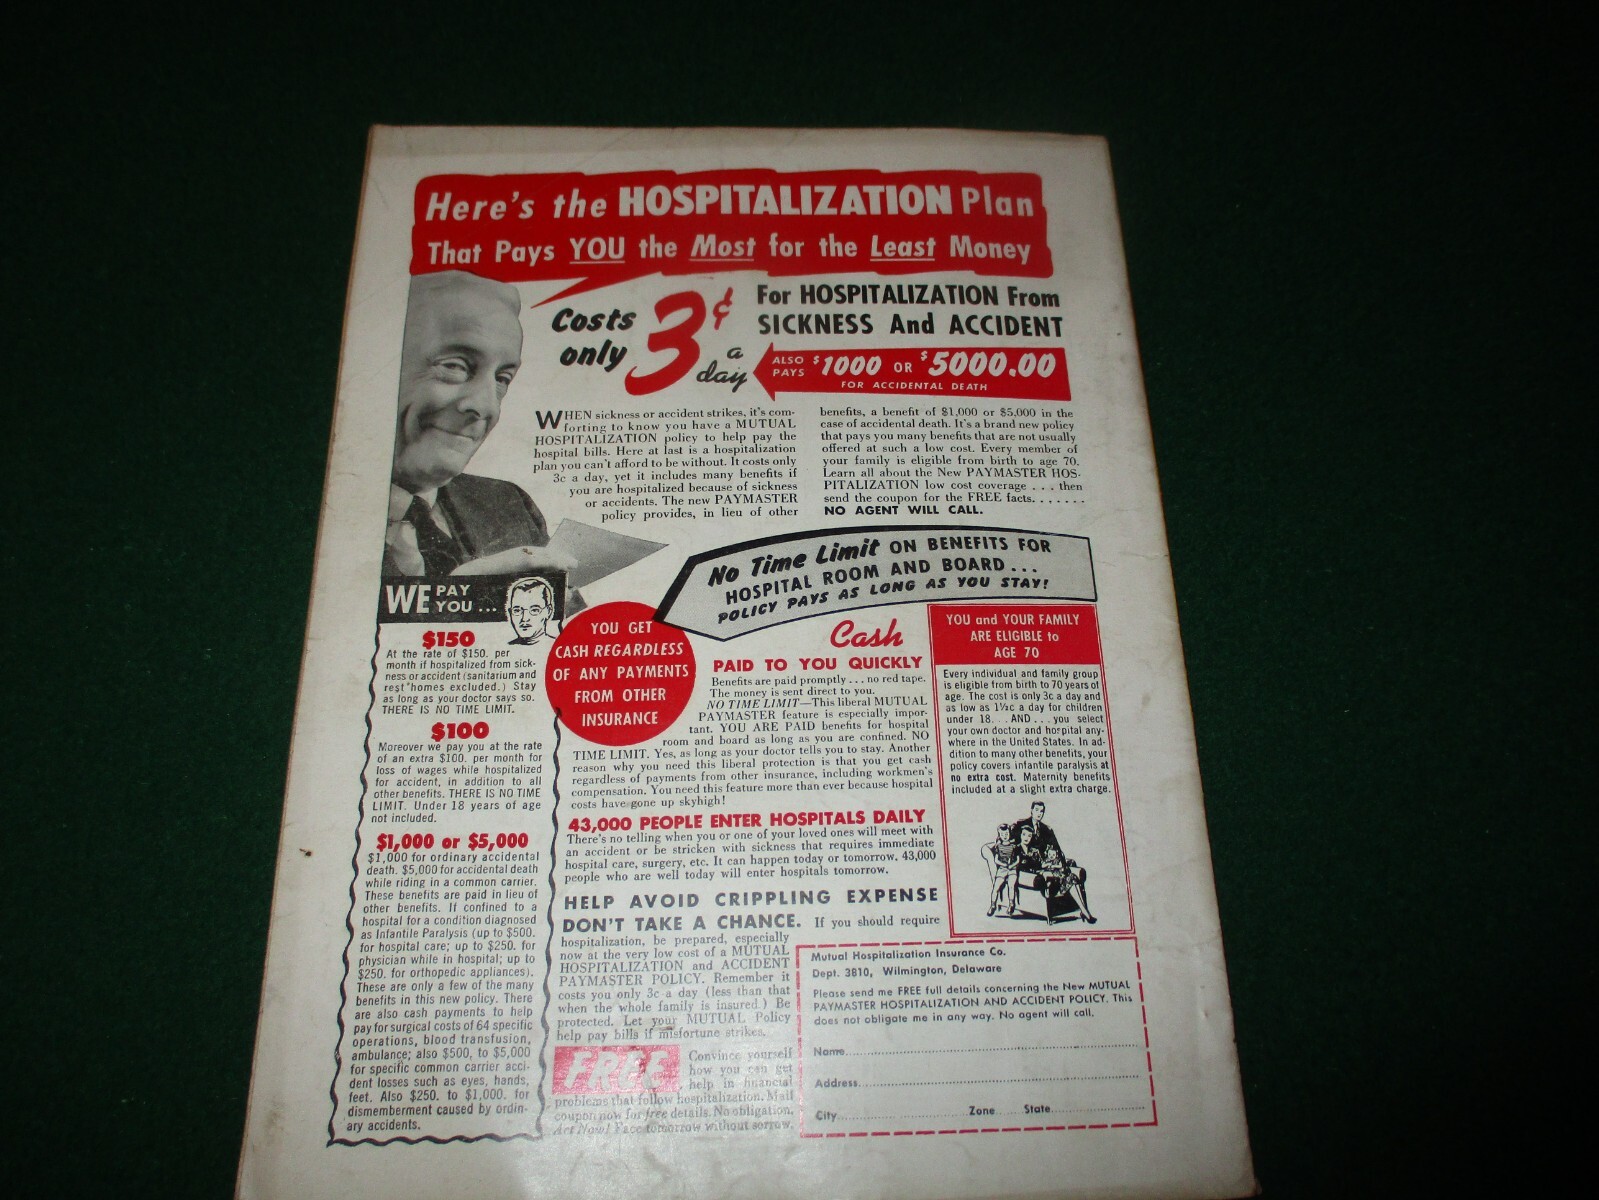 Here's the HOSPITALIZATION Plan
That Pays YOU the Most for the Least Money
Costs only 3¢ a day
For HOSPITALIZATION From
SICKNESS And ACCIDENT
ALSO PAYS $1000 OR $5000.00
FOR ACCIDENTAL DEATH
WHEN sickness or accident strikes, it's com-
forting to know you have a MUTUAL
HOSPITALIZATION policy to help pay the
hospital bills. Here at last is a hospitalization
plan you can't afford to be without. It costs only
3c a day, yet it includes many benefits if
you are hospitalized because of sickness
or accidents. The new PAYMASTER
policy provides, in lieu of other
benefits, a benefit of $1,000 or $5,000 in the
case of accidental death. It's a brand new policy
that pays you many benefits that are not usually
offered at such a low cost. Every member of
your family is eligible from birth to age 70.
Learn all about the New PAYMASTER HOS-
PITALIZATION low cost coverage . . . then
send the coupon for the FREE facts.......
NO AGENT WILL CALL.
No Time Limit ON BENEFITS FOR
HOSPITAL ROOM AND BOARD...
POLICY PAYS AS LONG AS YOU STAY!
WE PAY YOU...
$150
At the rate of $150. per
month if hospitalized from sick-
ness or accident (sanitarium and
rest homes excluded.) Stay
as long as your doctor says so.
THERE IS NO TIME LIMIT.
$100
Moreover we pay you at the rate
of an extra $100. per month for
loss of wages while hospitalized
for accident, in addition to all
other benefits. THERE IS NO TIME
LIMIT. Under 18 years of age
not included.
$1,000 or $5,000
$1,000 for ordinary accidental
death. $5,000 for accidental death
while riding in a common carrier.
These benefits are paid in lieu of
other benefits. If confined to a
hospital for a condition diagnosed
as Infantile Paralysis (up to $500.
for hospital care; up to $250. for
physician while in hospital; up to
$250. for orthopedic appliances).
These are only a few of the many
benefits in this new policy. There
are also cash payments to help
pay for surgical costs of 64 specific
operations, blood transfusion,
ambulance; also $500. to $5,000
for specific common carrier acci-
dent losses such as eyes, hands,
feet. Also $250. to $1,000. for
dismemberment caused by ordin-
ary accidents.
YOU GET
CASH REGARDLESS
OF ANY PAYMENTS
FROM OTHER
INSURANCE
Cash
PAID TO YOU QUICKLY
Benefits are paid promptly . . . no red tape.
The money is sent direct to you.
NO TIME LIMIT—This liberal MUTUAL
PAYMASTER feature is especially impor-
tant. YOU ARE PAID benefits for hospital
room and board as long as you are confined. NO
TIME LIMIT. Yes, as long as your doctor tells you to stay. Another
reason why you need this liberal protection is that you get cash
regardless of payments from other insurance, including workmen's
compensation. You need this feature more than ever because hospital
costs have gone up skyhigh!
43,000 PEOPLE ENTER HOSPITALS DAILY
There's no telling when you or one of your loved ones will meet with
an accident or be stricken with sickness that requires immediate
hospital care, surgery, etc. It can happen today or tomorrow. 43,000
people who are well today will enter hospitals tomorrow.
HELP AVOID CRIPPLING EXPENSE
DON'T TAKE A CHANCE. If you should require
hospitalization, be prepared, especially
now at the very low cost of a MUTUAL
HOSPITALIZATION and ACCIDENT
PAYMASTER POLICY. Remember it
costs you only 3c a day (less than that
when the whole family is insured.) Be
protected. Let your MUTUAL Policy
help pay bills if misfortune strikes.
FREE
Convince yourself
how you can get
help in financial
problems that follow hospitalization. Mail
coupon now for free details. No obligation.
Act Now! Face tomorrow without sorrow.
YOU and YOUR FAMILY
ARE ELIGIBLE to
AGE 70
Every individual and family group
is eligible from birth to 70 years of
age. The cost is only 3c a day and
as low as 1½c a day for children
under 18. . . AND . . . you select
your own doctor and hospital any-
where in the United States. In ad-
dition to many other benefits, your
policy covers infantile paralysis at
no extra cost. Maternity benefits
included at a slight extra charge.
Mutual Hospitalization Insurance Co.
Dept. 3810, Wilmington, Delaware
Please send me FREE full details concerning the New MUTUAL
PAYMASTER HOSPITALIZATION AND ACCIDENT POLICY. This
does not obligate me in any way. No agent will call.
Name
Address
City Zone State